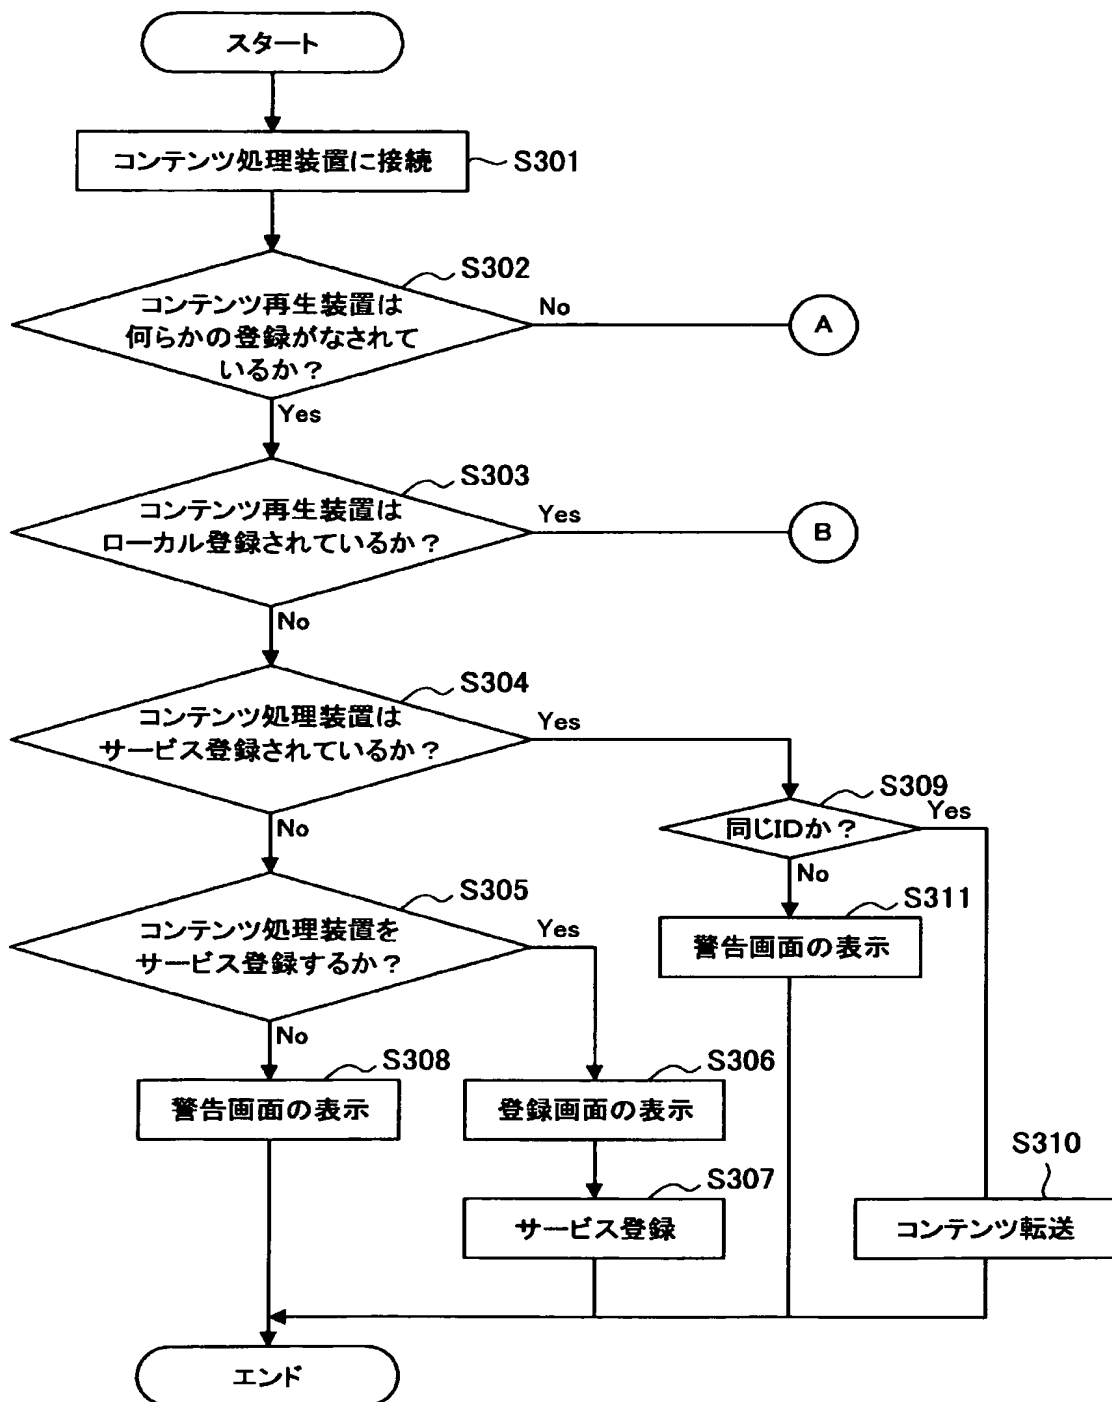 スタート
コンテンツ処理装置に接続
S301
S302
コンテンツ再生装置は
何らかの登録がなされて
いるか？
No
A
Yes
S303
コンテンツ再生装置は
ローカル登録されているか？
Yes
B
No
S304
コンテンツ処理装置は
サービス登録されているか？
Yes
S309
同じIDか？
Yes
No
No
S305
コンテンツ処理装置を
サービス登録するか？
Yes
S311
警告画面の表示
No
S308
警告画面の表示
S306
登録画面の表示
S307
サービス登録
S310
コンテンツ転送
エンド